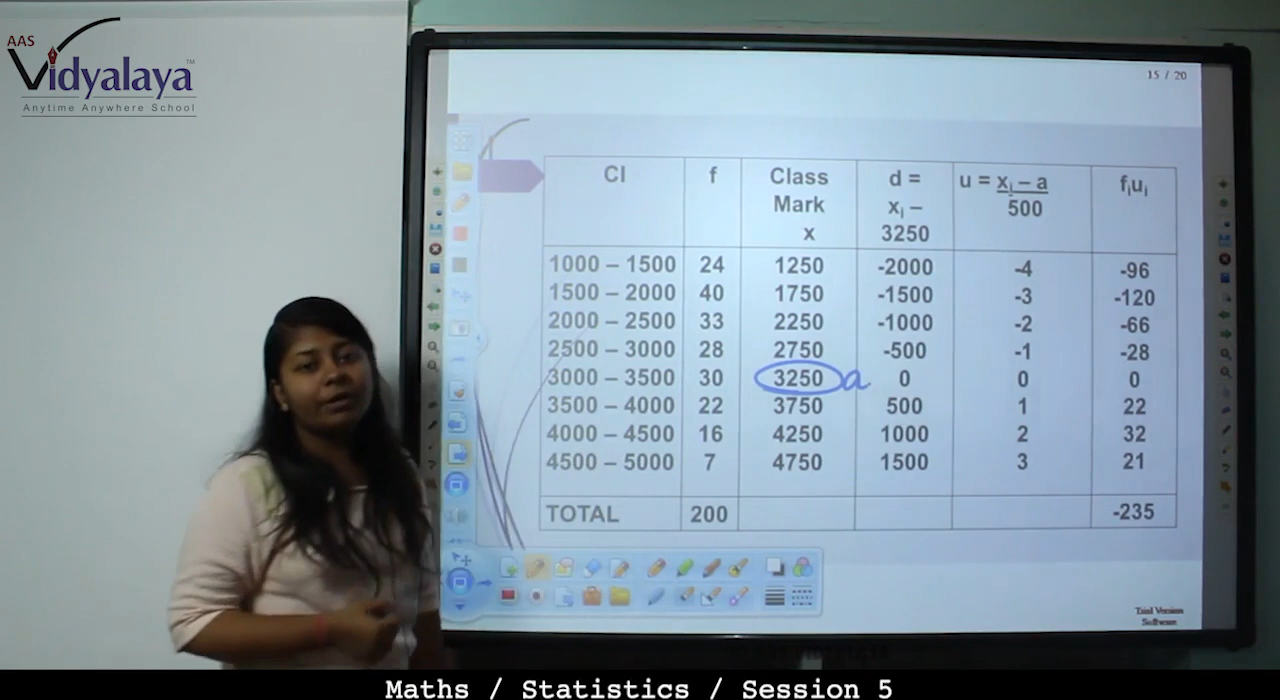 AAS
Vidyalaya™
Anytime Anywhere School
15 / 20
CI f Class Mark x d = xᵢ – 3250 u = xᵢ – a / 500 fᵢuᵢ
1000 – 1500 24 1250 -2000 -4 -96
1500 – 2000 40 1750 -1500 -3 -120
2000 – 2500 33 2250 -1000 -2 -66
2500 – 3000 28 2750 -500 -1 -28
3000 – 3500 30 3250 a 0 0 0
3500 – 4000 22 3750 500 1 22
4000 – 4500 16 4250 1000 2 32
4500 – 5000 7 4750 1500 3 21
TOTAL 200 -235
Trial Version
Software
Maths / Statistics / Session 5